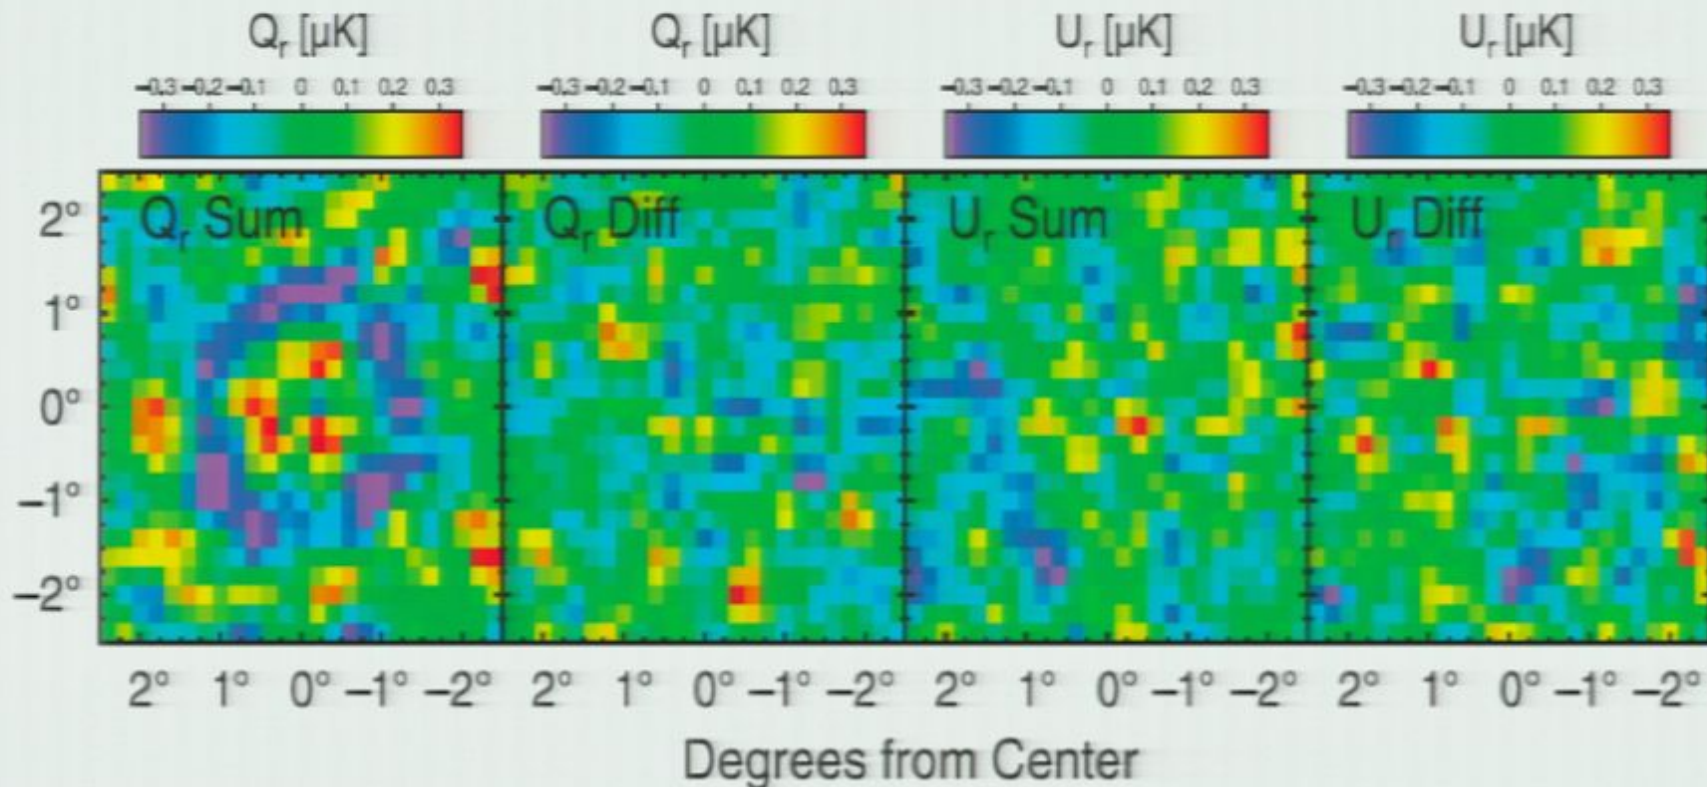 Qr [µK] Qr [µK] Ur [µK] Ur [µK]
−0.3 −0.2 −0.1 0 0.1 0.2 0.3 −0.3 −0.2 −0.1 0 0.1 0.2 0.3 −0.3 −0.2 −0.1 0 0.1 0.2 0.3 −0.3 −0.2 −0.1 0 0.1 0.2 0.3
Qr Sum Qr Diff Ur Sum Ur Diff
2°
1°
0°
−1°
−2°
2° 1° 0° −1° −2° 2° 1° 0° −1° −2° 2° 1° 0° −1° −2° 2° 1° 0° −1° −2°
Degrees from Center